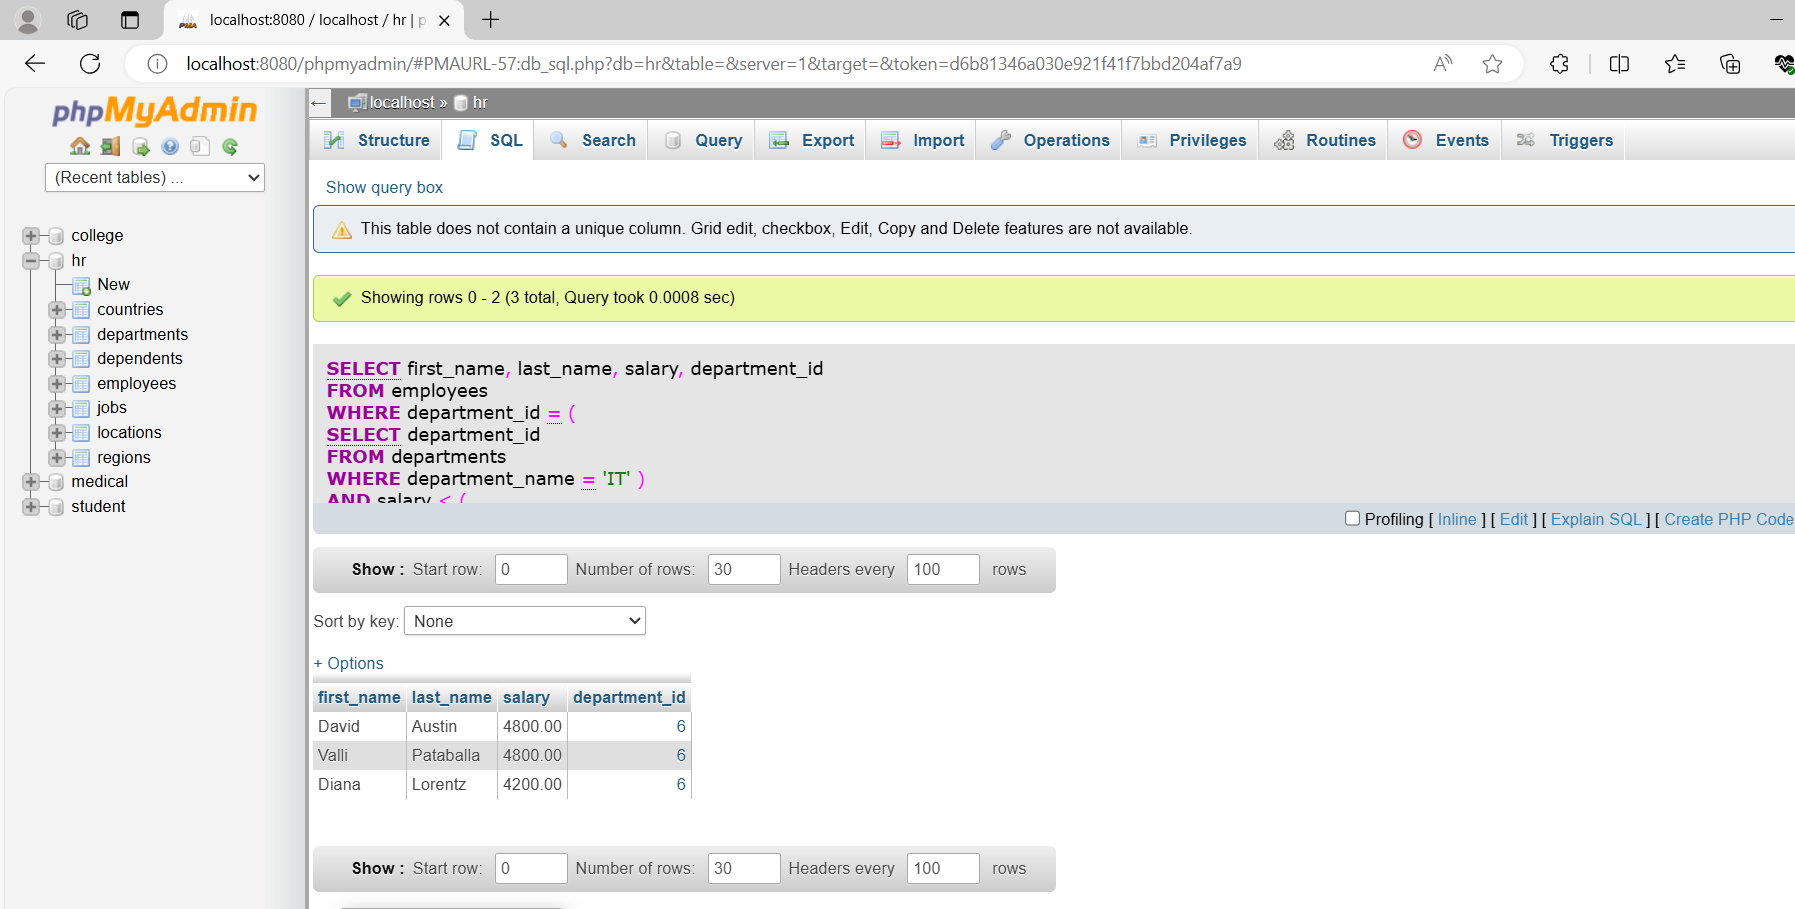 localhost:8080 / localhost / hr | p
localhost:8080/phpmyadmin/#PMAURL-57:db_sql.php?db=hr&table=&server=1&target=&token=d6b81346a030e921f41f7bbd204af7a9
phpMyAdmin
(Recent tables) ...
college
hr
New
countries
departments
dependents
employees
jobs
locations
regions
medical
student
localhost » hr
Structure SQL Search Query Export Import Operations Privileges Routines Events Triggers
Show query box
This table does not contain a unique column. Grid edit, checkbox, Edit, Copy and Delete features are not available.
Showing rows 0 - 2 (3 total, Query took 0.0008 sec)
SELECT first_name, last_name, salary, department_id
FROM employees
WHERE department_id = (
SELECT department_id
FROM departments
WHERE department_name = 'IT' )
AND salary < (
Profiling [ Inline ] [ Edit ] [ Explain SQL ] [ Create PHP Code
Show : Start row: 0 Number of rows: 30 Headers every 100 rows
Sort by key: None
+ Options
first_name last_name salary department_id
David Austin 4800.00 6
Valli Pataballa 4800.00 6
Diana Lorentz 4200.00 6
Show : Start row: 0 Number of rows: 30 Headers every 100 rows